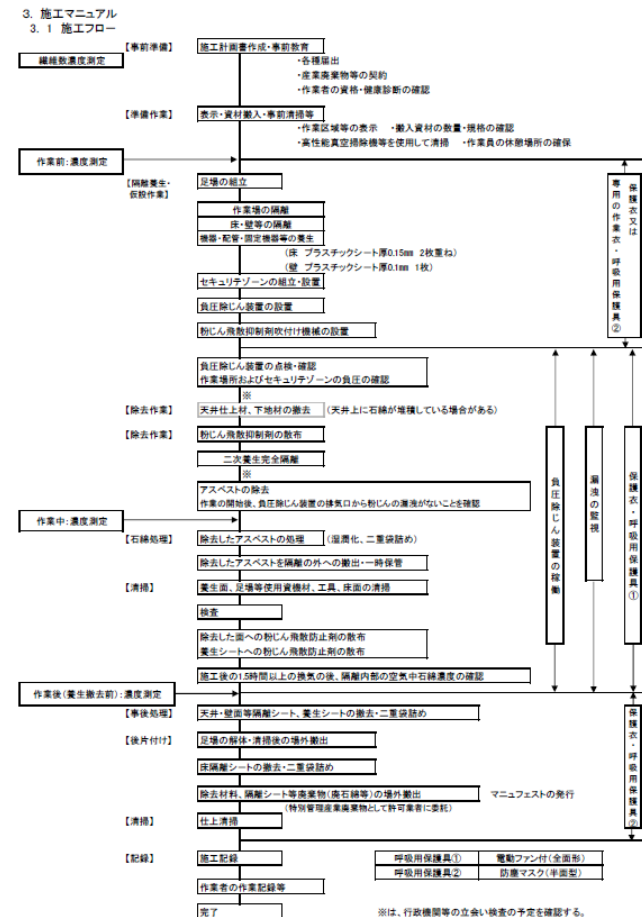 3. 施工マニュアル
3. 1 施工フロー
【事前準備】
施工計画書作成・事前教育
繊維数濃度測定
・各種届出
・産業廃棄物等の契約
・作業者の資格・健康診断の確認
【準備作業】
表示・資材搬入・事前清掃等
・作業区域等の表示 ・搬入資材の数量・規格の確認
・高性能真空掃除機等を使用して清掃 ・作業員の休憩場所の確保
作業前:濃度測定
【隔離養生・
仮設作業】
足場の組立
作業場の隔離
床・壁等の隔離
機器・配管・固定機器等の養生
(床 プラスチックシート厚0.15mm 2枚重ね)
(壁 プラスチックシート厚0.1mm 1枚)
セキュリテゾーンの組立・設置
負圧除じん装置の設置
粉じん飛散抑制剤吹付け機械の設置
保護衣又は
専用の作業衣・呼吸用保護具②
負圧除じん装置の点検・確認
作業場所およびセキュリテゾーンの負圧の確認
※
【除去作業】
天井仕上材、下地材の撤去
(天井上に石綿が堆積している場合がある)
【除去作業】
粉じん飛散抑制剤の散布
二次養生完全隔離
※
アスベストの除去
作業の開始後、負圧除じん装置の排気口から粉じんの漏洩がないことを確認
作業中:濃度測定
【石綿処理】
除去したアスベストの処理
(湿潤化、二重袋詰め)
除去したアスベストを隔離の外への搬出・一時保管
【清掃】
養生面、足場等使用資機材、工具、床面の清掃
検査
除去した面への粉じん飛散防止剤の散布
養生シートへの粉じん飛散防止剤の散布
施工後の1.5時間以上の換気の後、隔離内部の空気中石綿濃度の確認
負圧除じん装置の稼働
漏洩の監視
保護衣・呼吸用保護具①
作業後(養生撤去前):濃度測定
【事後処理】
天井・壁面等隔離シート、養生シートの撤去・二重袋詰め
【後片付け】
足場の解体・清掃後の場外搬出
床隔離シートの撤去・二重袋詰め
除去材料、隔離シート等廃棄物(廃石綿等)の場外搬出
マニュフェストの発行
(特別管理産業廃棄物として許可業者に委託)
【清掃】
仕上清掃
保護衣・呼吸用保護具②
【記録】
施工記録
呼吸用保護具① 電動ファン付(全面形)
呼吸用保護具② 防塵マスク(半面型)
作業者の作業記録等
完了
※は、行政機関等の立会い検査の予定を確認する。